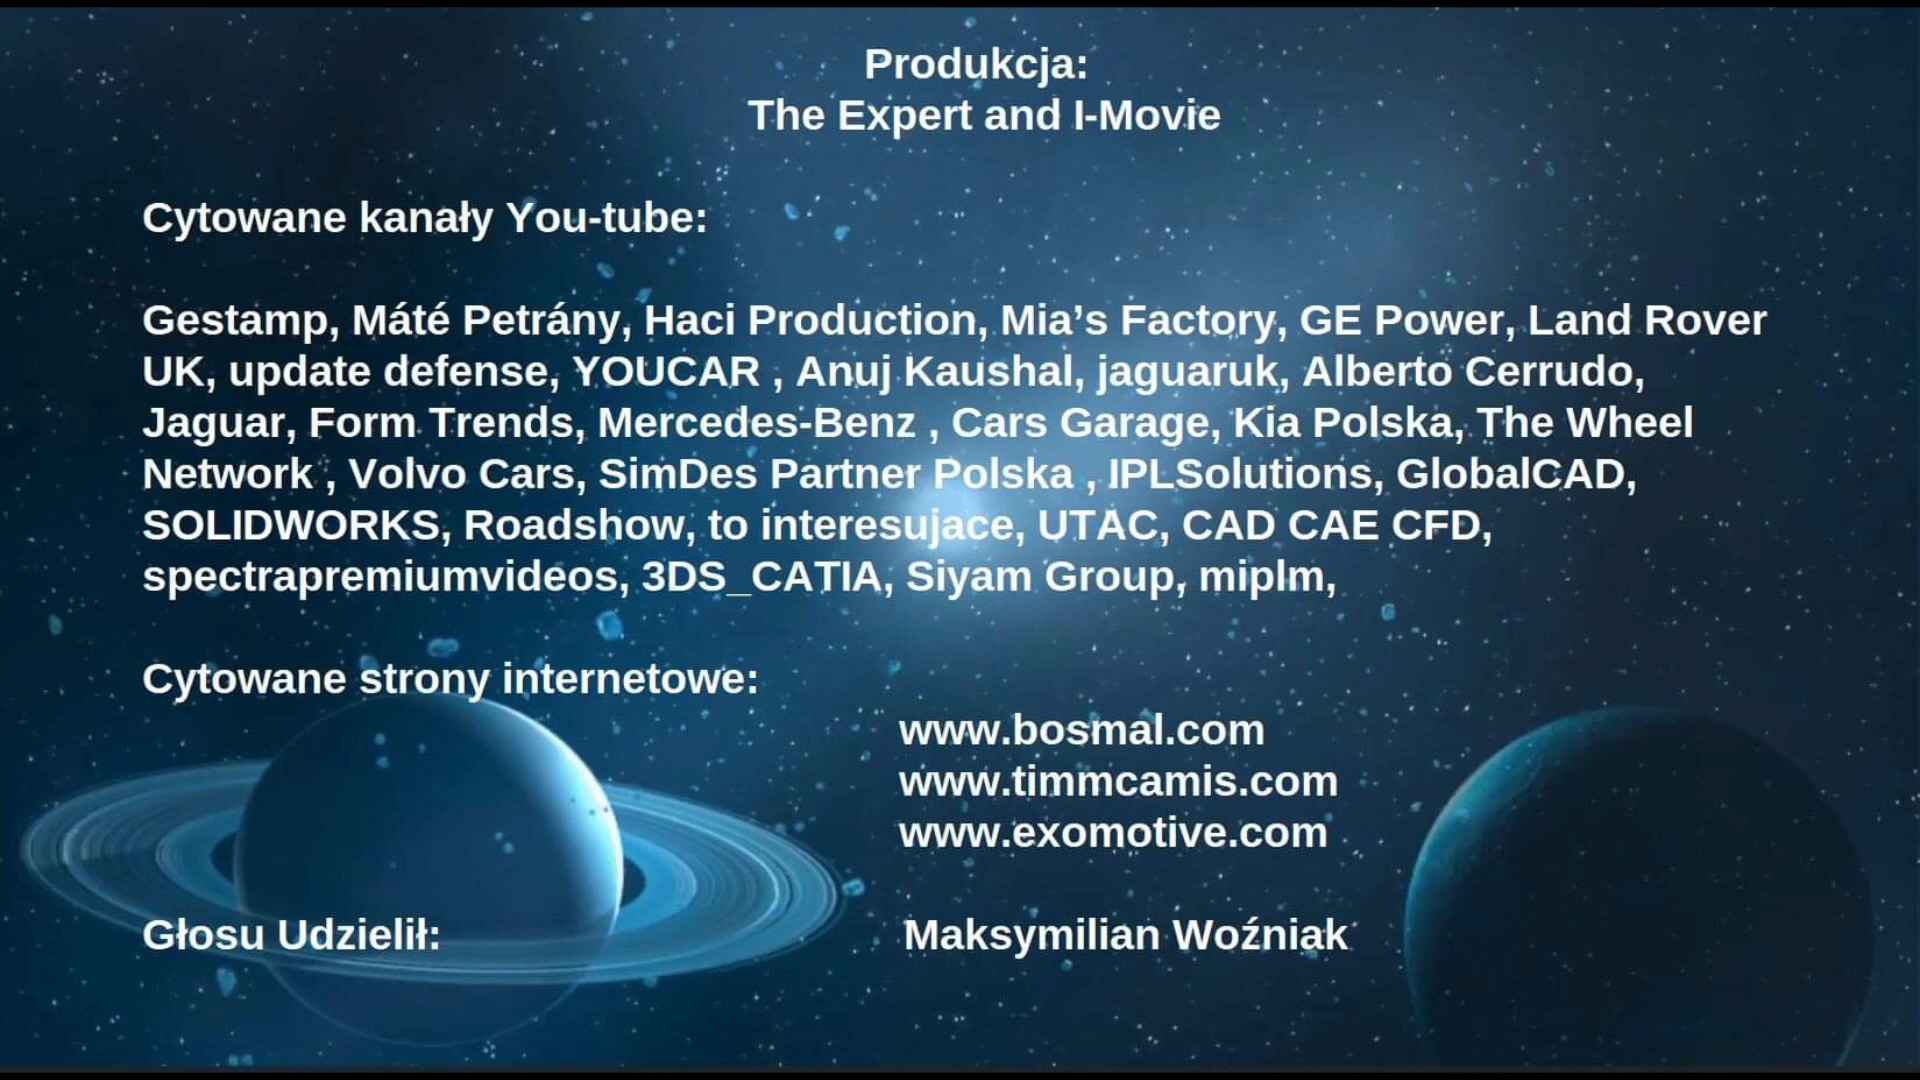 Produkcja:
The Expert and I-Movie
Cytowane kanały You-tube:
Gestamp, Máté Petrány, Haci Production, Mia’s Factory, GE Power, Land Rover
UK, update defense, YOUCAR , Anuj Kaushal, jaguaruk, Alberto Cerrudo,
Jaguar, Form Trends, Mercedes-Benz , Cars Garage, Kia Polska, The Wheel
Network , Volvo Cars, SimDes Partner Polska , IPLSolutions, GlobalCAD,
SOLIDWORKS, Roadshow, to interesujace, UTAC, CAD CAE CFD,
spectrapremiumvideos, 3DS_CATIA, Siyam Group, miplm,
Cytowane strony internetowe:
www.bosmal.com
www.timmcamis.com
www.exomotive.com
Głosu Udzielił: Maksymilian Woźniak